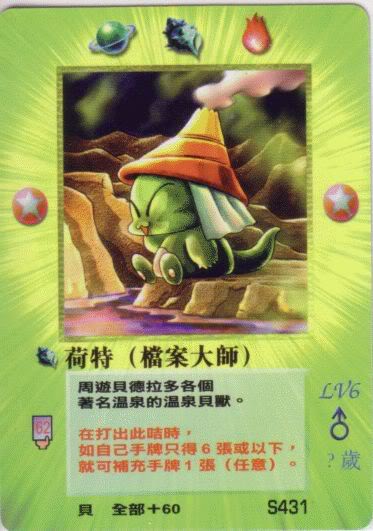 荷特（檔案大師）
周遊貝德拉多各個
著名温泉的温泉貝獸。
LV6
62
在打出此咭時，
如自己手牌只得6張或以下，
就可補充手牌1張（任意）。
?歲
貝 全部+60
S431